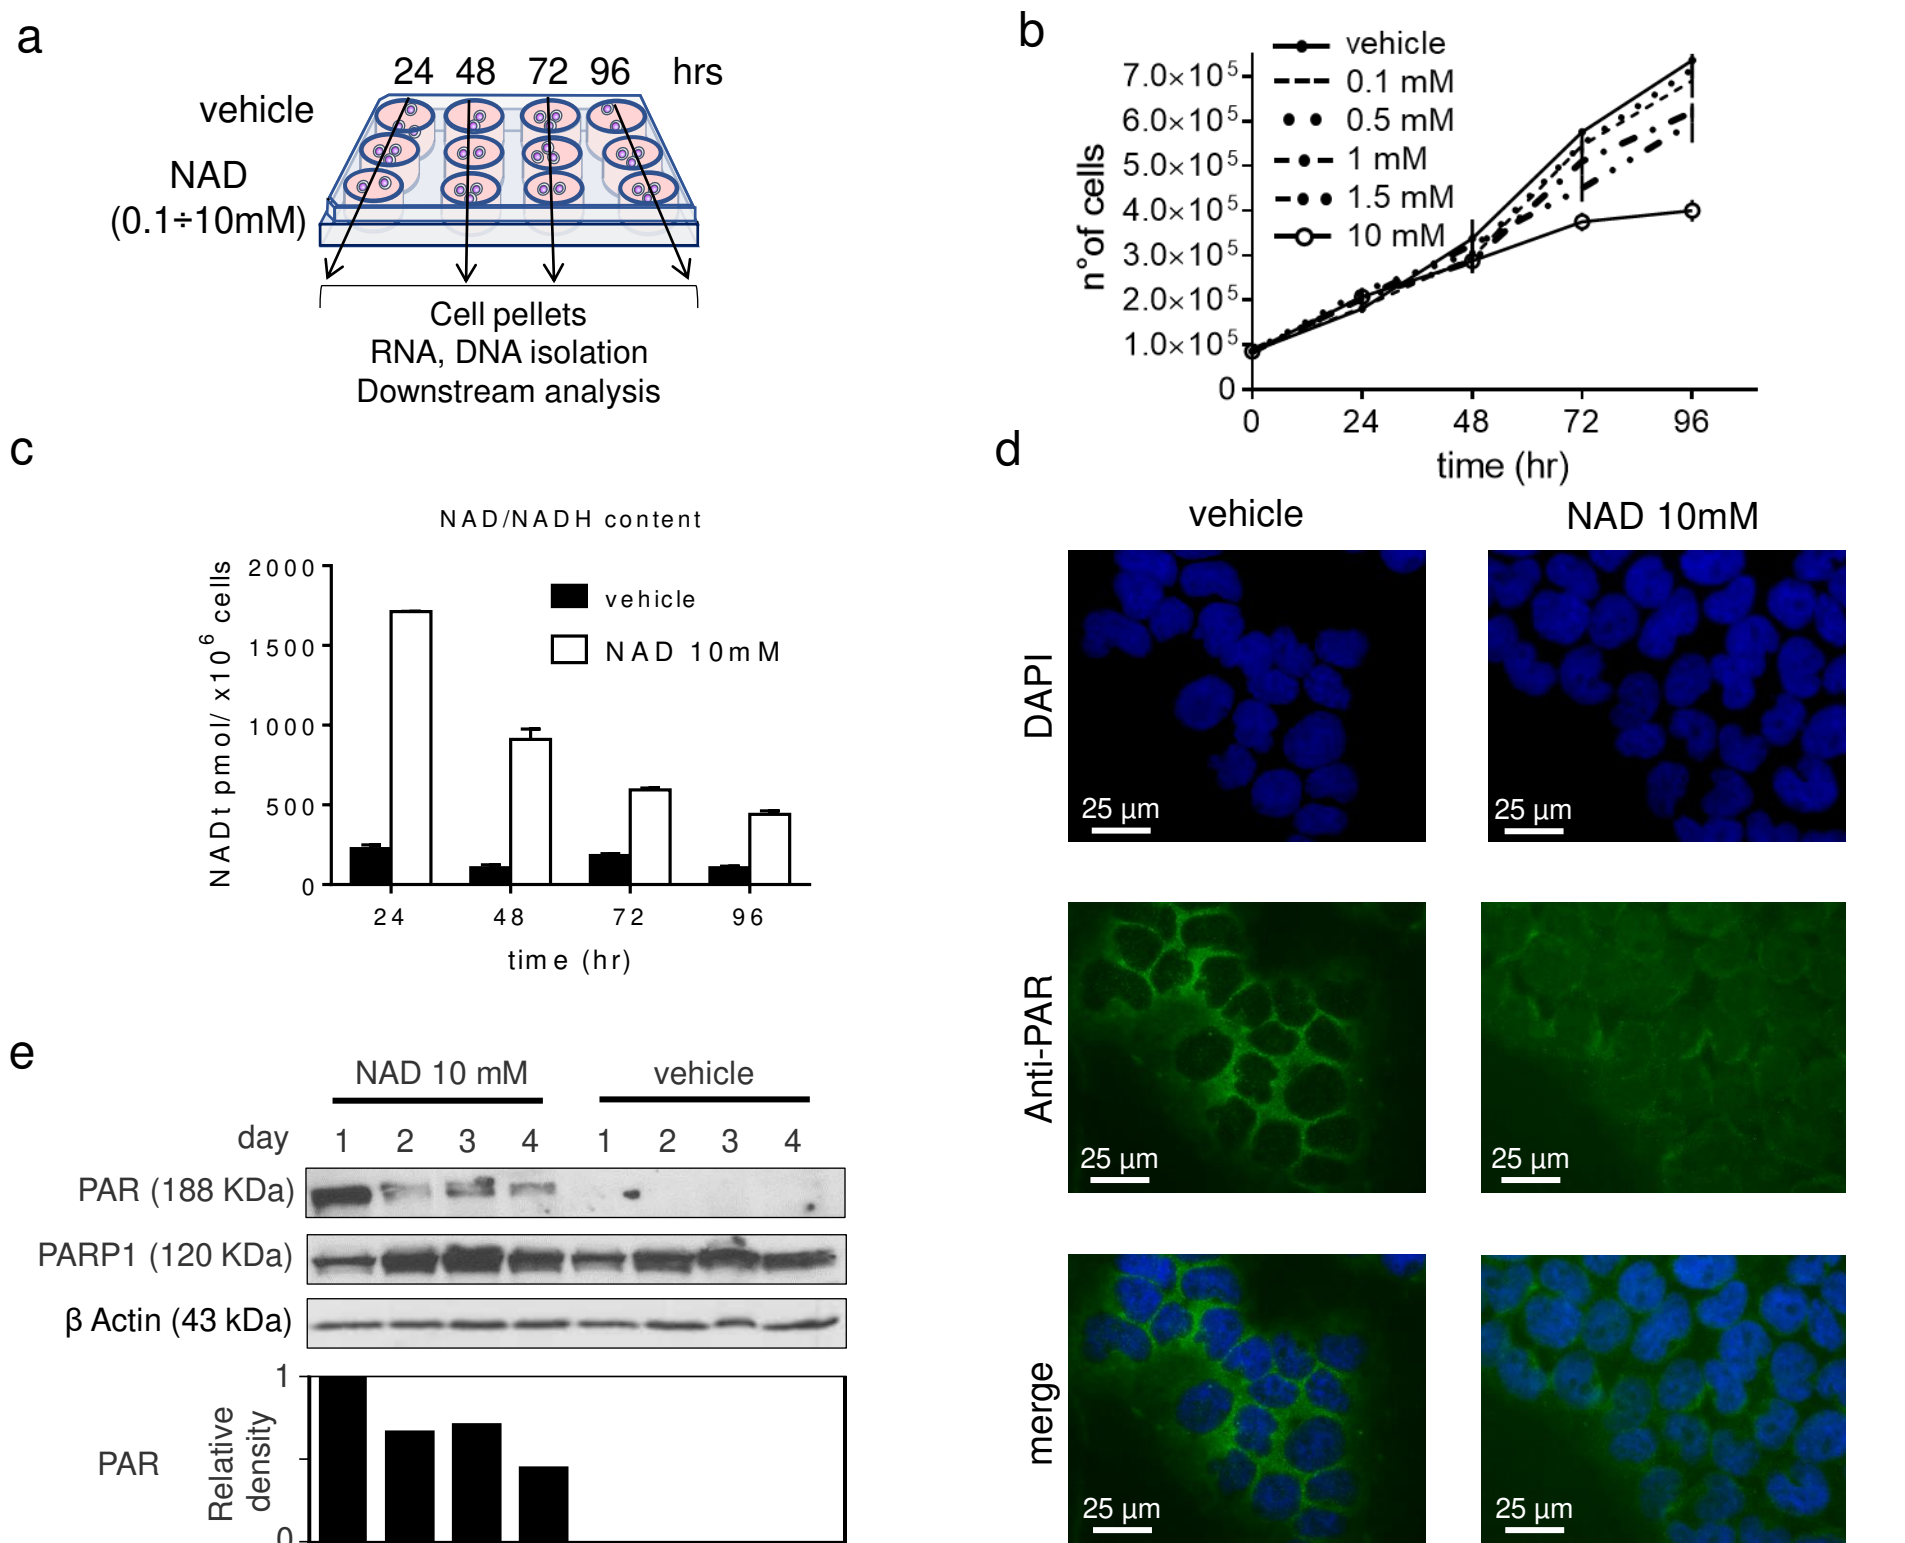 a
24 48 72 96 hrs
vehicle
NAD
(0.1÷10mM)
Cell pellets
RNA, DNA isolation
Downstream analysis
b
vehicle
0.1 mM
0.5 mM
1 mM
1.5 mM
10 mM
n°of cells
7.0×10⁵
6.0×10⁵
5.0×10⁵
4.0×10⁵
3.0×10⁵
2.0×10⁵
1.0×10⁵
0
0 24 48 72 96
time (hr)
c
NAD/NADH content
NADt pmol/ x10⁶ cells
2000
1500
1000
500
0
vehicle
NAD 10mM
24 48 72 96
time (hr)
d
vehicle NAD 10mM
DAPI
25 µm 25 µm
Anti-PAR
25 µm 25 µm
merge
25 µm 25 µm
e
NAD 10 mM vehicle
day 1 2 3 4 1 2 3 4
PAR (188 KDa)
PARP1 (120 KDa)
β Actin (43 kDa)
PAR
Relative
density
1
0